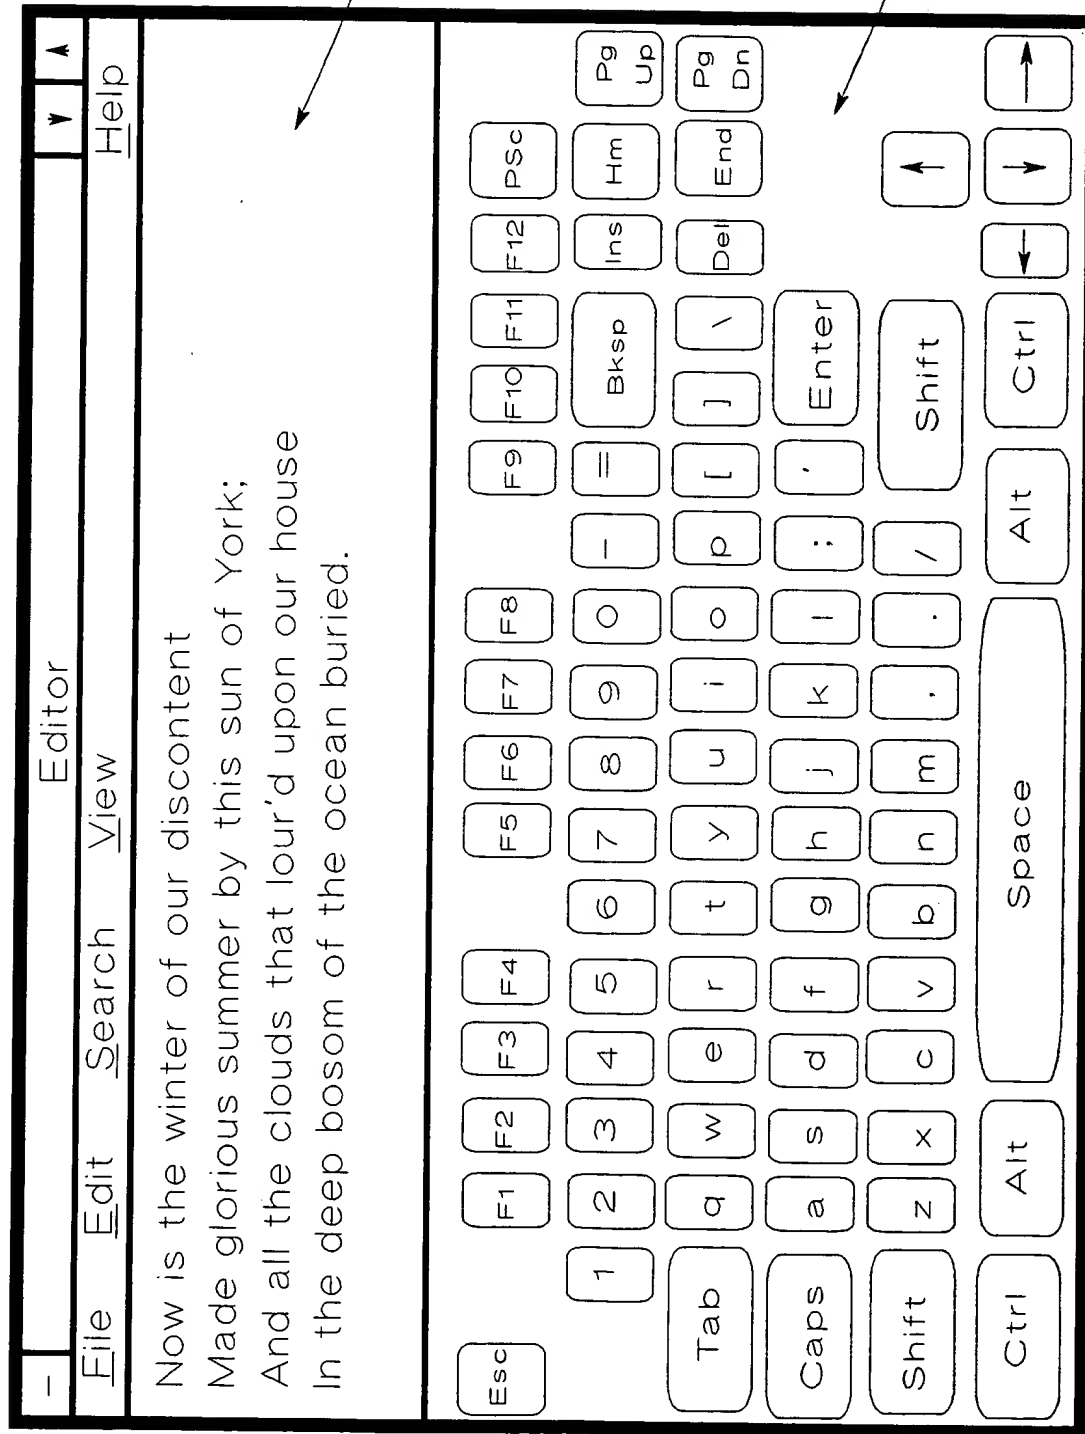 - Editor
File Edit Search View Help
Now is the winter of our discontent
Made glorious summer by this sun of York;
And all the clouds that lour'd upon our house
In the deep bosom of the ocean buried.
Esc F1 F2 F3 F4 F5 F6 F7 F8 F9 F10 F11 F12 PSc
1 2 3 4 5 6 7 8 9 0 - = Bksp Ins Hm Pg Up
Tab q w e r t y u i o p [ ] \ Del End Pg Dn
Caps a s d f g h j k l ; ' Enter
Shift z x c v b n m , . / Shift
Ctrl Alt Space Alt Ctrl